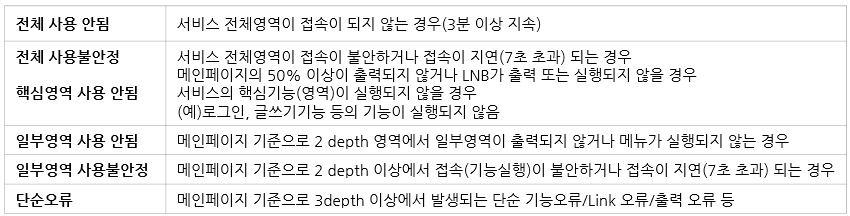 전체 사용 안됨 서비스 전체영역이 접속이 되지 않는 경우(3분 이상 지속)
전체 사용불안정 서비스 전체영역이 접속이 불안하거나 접속이 지연(7초 초과) 되는 경우
메인페이지의 50% 이상이 출력되지 않거나 LNB가 출력 또는 실행되지 않을 경우
핵심영역 사용 안됨 서비스의 핵심기능(영역)이 실행되지 않을 경우
(예)로그인, 글쓰기기능 등의 기능이 실행되지 않음
일부영역 사용 안됨 메인페이지 기준으로 2 depth 영역에서 일부영역이 출력되지 않거나 메뉴가 실행되지 않는 경우
일부영역 사용불안정 메인페이지 기준으로 2 depth 이상에서 접속(기능실행)이 불안하거나 접속이 지연(7초 초과) 되는 경우
단순오류 메인페이지 기준으로 3depth 이상에서 발생되는 단순 기능오류/Link 오류/출력 오류 등